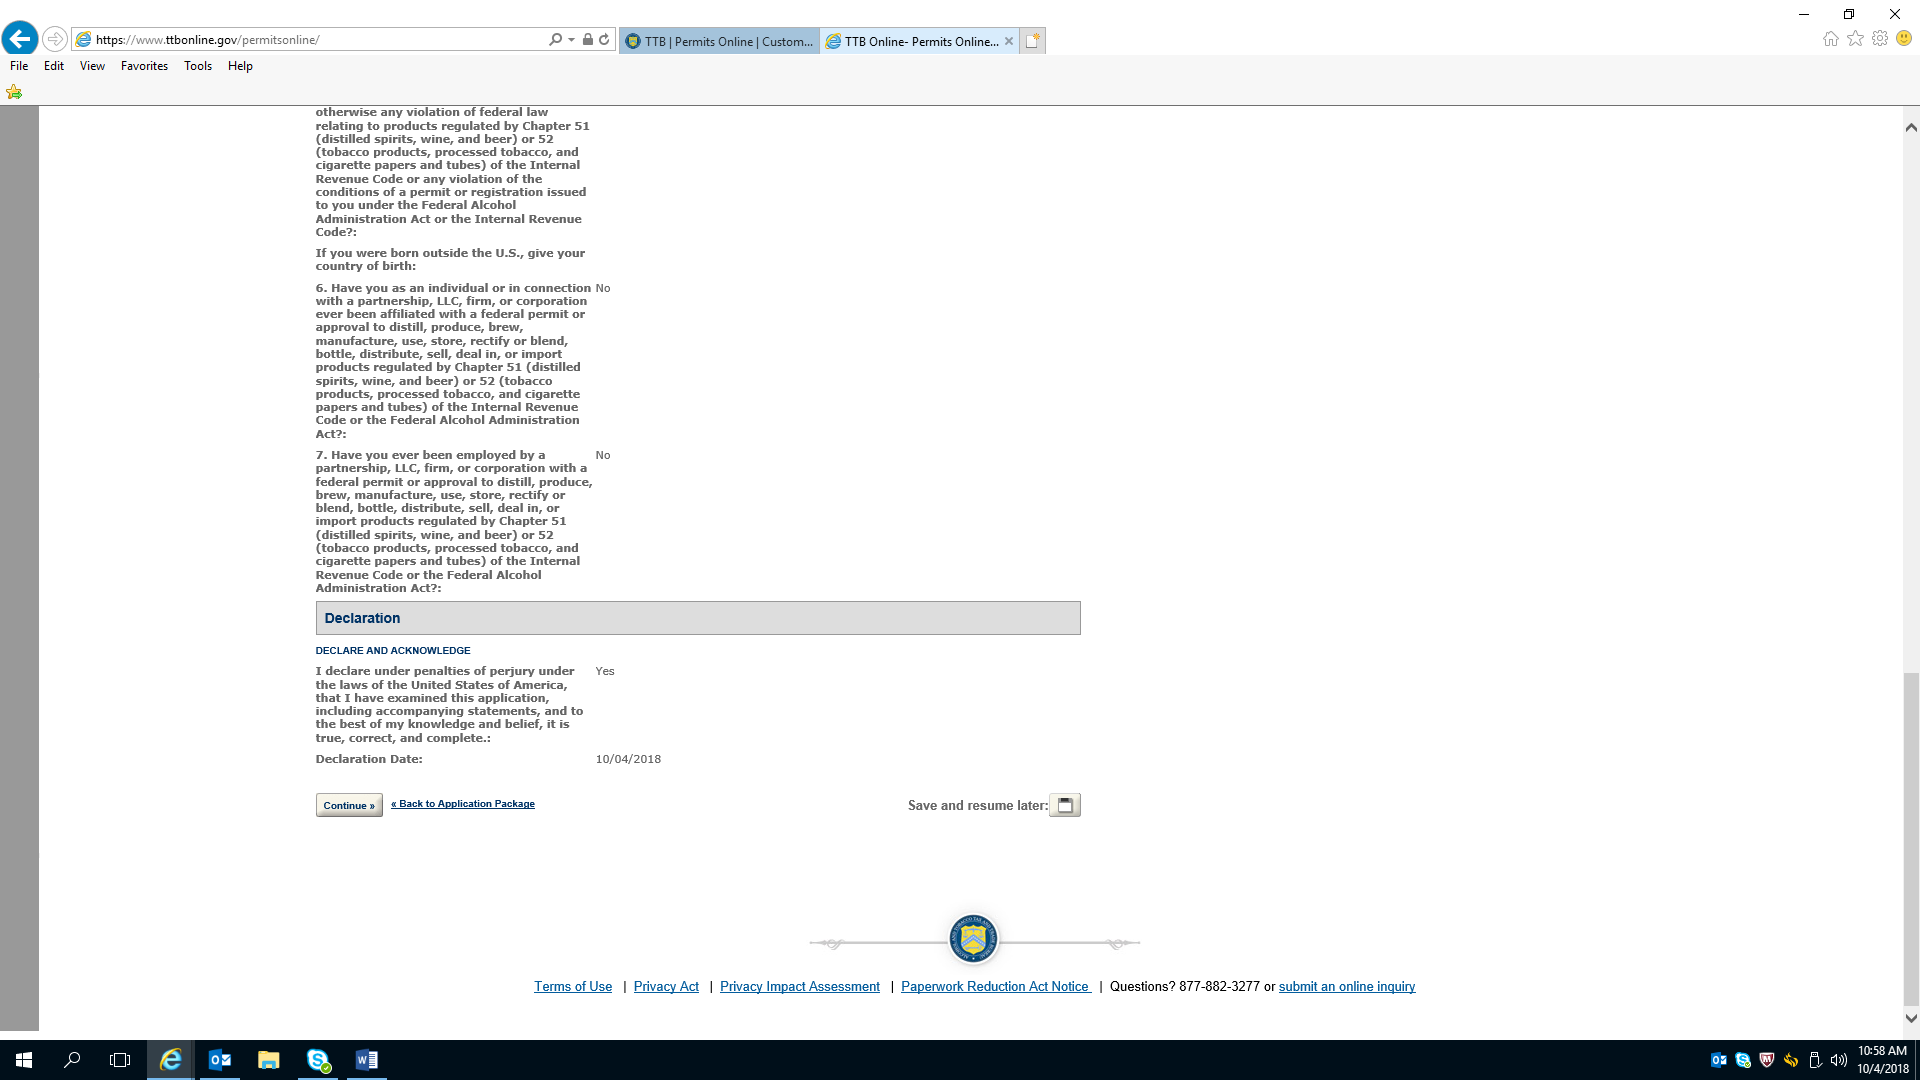 https://www.ttbonline.gov/permitsonline/
TTB | Permits Online | Custom...
TTB Online- Permits Online...
File Edit View Favorites Tools Help
otherwise any violation of federal law
relating to products regulated by Chapter 51
(distilled spirits, wine, and beer) or 52
(tobacco products, processed tobacco, and
cigarette papers and tubes) of the Internal
Revenue Code or any violation of the
conditions of a permit or registration issued
to you under the Federal Alcohol
Administration Act or the Internal Revenue
Code?:
If you were born outside the U.S., give your
country of birth:
6. Have you as an individual or in connection No
with a partnership, LLC, firm, or corporation
ever been affiliated with a federal permit or
approval to distill, produce, brew,
manufacture, use, store, rectify or blend,
bottle, distribute, sell, deal in, or import
products regulated by Chapter 51 (distilled
spirits, wine, and beer) or 52 (tobacco
products, processed tobacco, and cigarette
papers and tubes) of the Internal Revenue
Code or the Federal Alcohol Administration
Act?:
7. Have you ever been employed by a No
partnership, LLC, firm, or corporation with a
federal permit or approval to distill, produce,
brew, manufacture, use, store, rectify or
blend, bottle, distribute, sell, deal in, or
import products regulated by Chapter 51
(distilled spirits, wine, and beer) or 52
(tobacco products, processed tobacco, and
cigarette papers and tubes) of the Internal
Revenue Code or the Federal Alcohol
Administration Act?:
Declaration
DECLARE AND ACKNOWLEDGE
I declare under penalties of perjury under Yes
the laws of the United States of America,
that I have examined this application,
including accompanying statements, and to
the best of my knowledge and belief, it is
true, correct, and complete.:
Declaration Date: 10/04/2018
Continue » « Back to Application Package Save and resume later:
Terms of Use | Privacy Act | Privacy Impact Assessment | Paperwork Reduction Act Notice | Questions? 877-882-3277 or submit an online inquiry
10:58 AM
10/4/2018